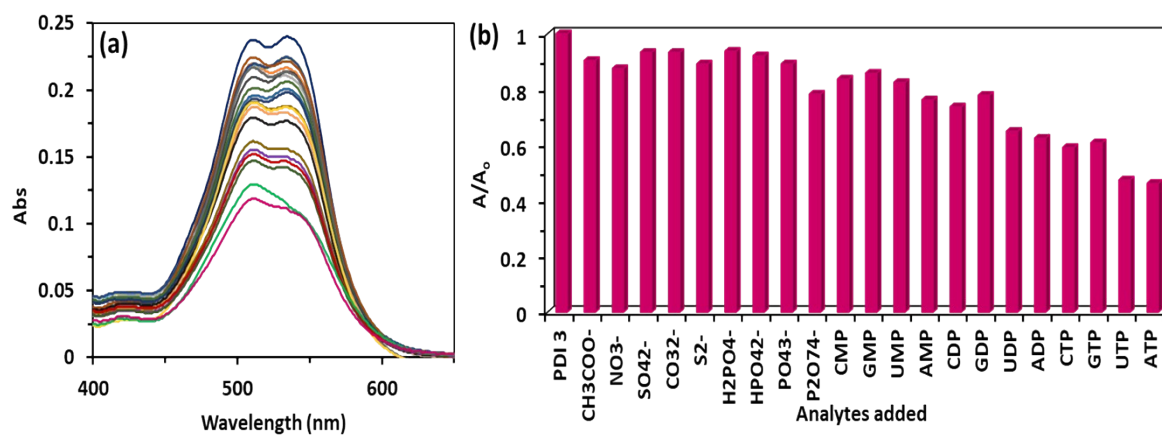 (a)
Abs
0.25
0.2
0.15
0.1
0.05
0
400
500
600
Wavelength (nm)
(b)
A/Ao
1
0.8
0.6
0.4
0.2
0
PDI 3
CH3COO-
NO3-
SO42-
CO32-
S2-
H2PO4-
HPO42-
PO43-
P2O74-
CMP
GMP
UMP
AMP
CDP
GDP
UDP
ADP
CTP
GTP
UTP
ATP
Analytes added